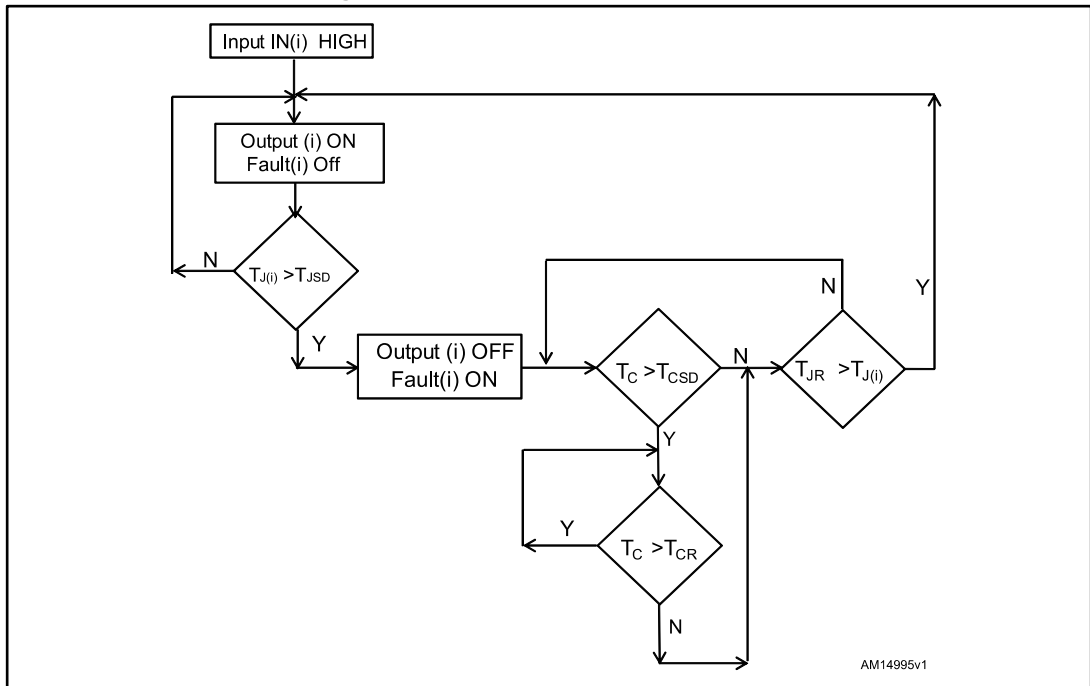 Input IN(i) HIGH
Output (i) ON
Fault(i) Off
N
TJ(i) >TJSD
Y
Output (i) OFF
Fault(i) ON
TC >TCSD
N
TJR >TJ(i)
N
Y
Y
TC >TCR
Y
N
AM14995v1